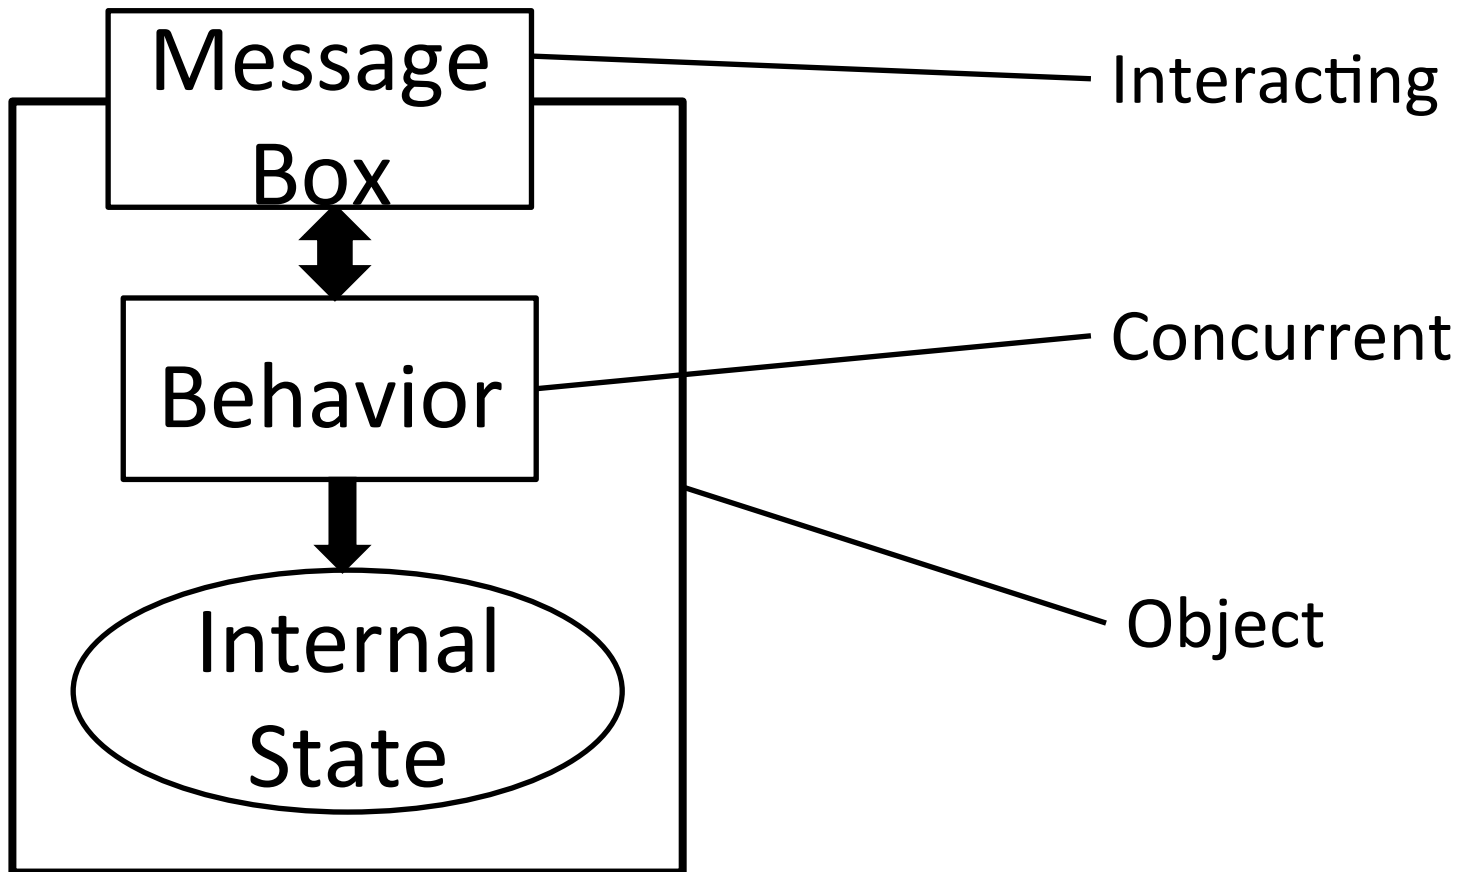 Message
Box
Interacting
Behavior
Concurrent
Internal
State
Object